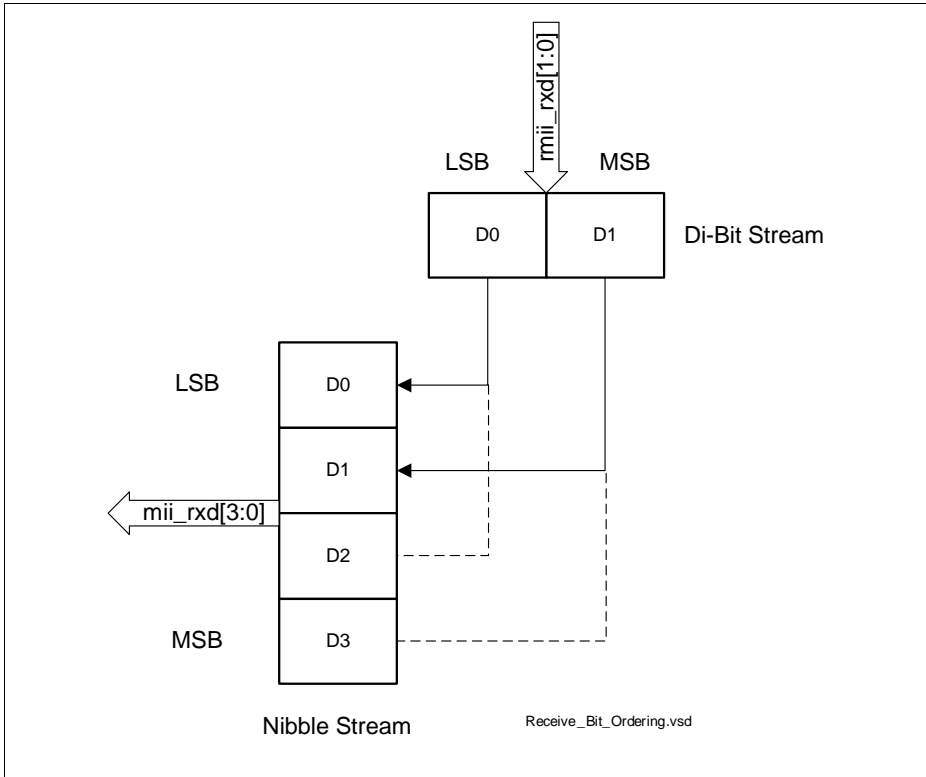 rmii_rxd[1:0]
LSB
MSB
D0
D1
Di-Bit Stream
LSB
D0
D1
mii_rxd[3:0]
D2
MSB
D3
Nibble Stream
Receive_Bit_Ordering.vsd